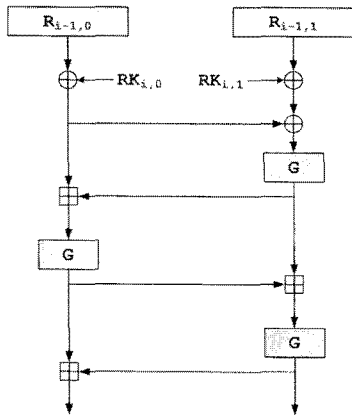 R_{i-1,0} R_{i-1,1}
RK_{i,0} RK_{i,1}
G
G
G